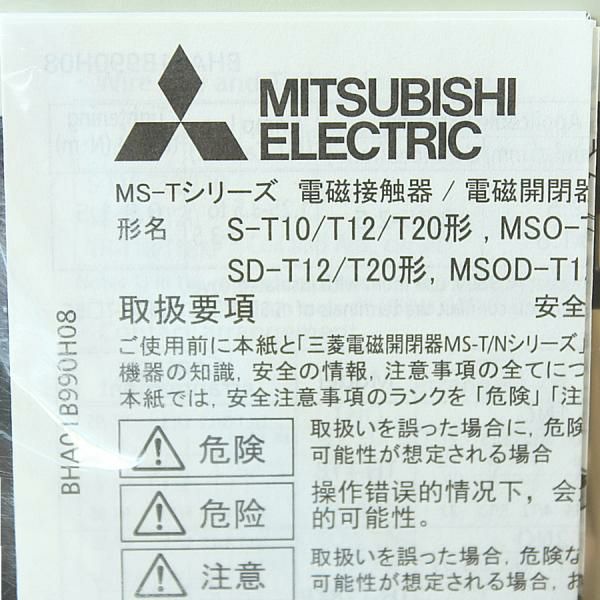 MITSUBISHI
ELECTRIC
MS-Tシリーズ 電磁接触器 / 電磁開閉器
形名 S-T10/T12/T20形 , MSO-
SD-T12/T20形, MSOD-T1
取扱要項 安全
ご使用前に本紙と「三菱電磁開閉器MS-T/Nシリーズ」
機器の知識, 安全の情報, 注意事項の全てにつ
本紙では, 安全注意事項のランクを「危険」「注
危険 取扱いを誤った場合に, 危険
可能性が想定される場合
危险 操作错误的情况下, 会
的可能性。
注意 取扱いを誤った場合, 危険な
可能性が想定される場合, お
BHA01B990H08